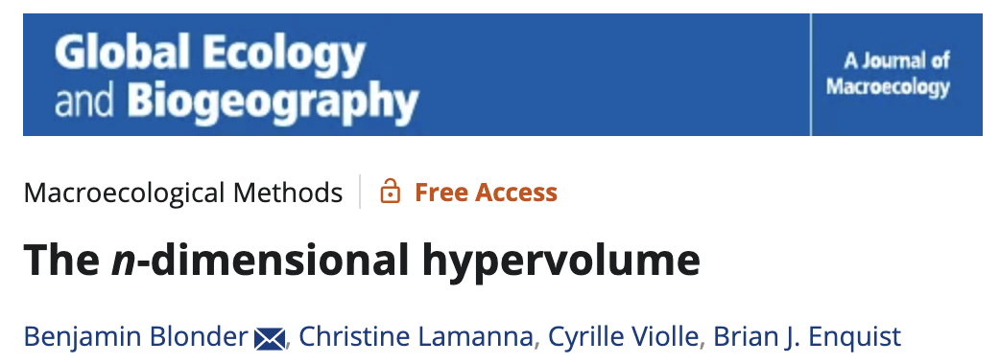 Global Ecology
and Biogeography
A Journal of
Macroecology
Macroecological Methods Free Access
The n-dimensional hypervolume
Benjamin Blonder , Christine Lamanna, Cyrille Violle, Brian J. Enquist